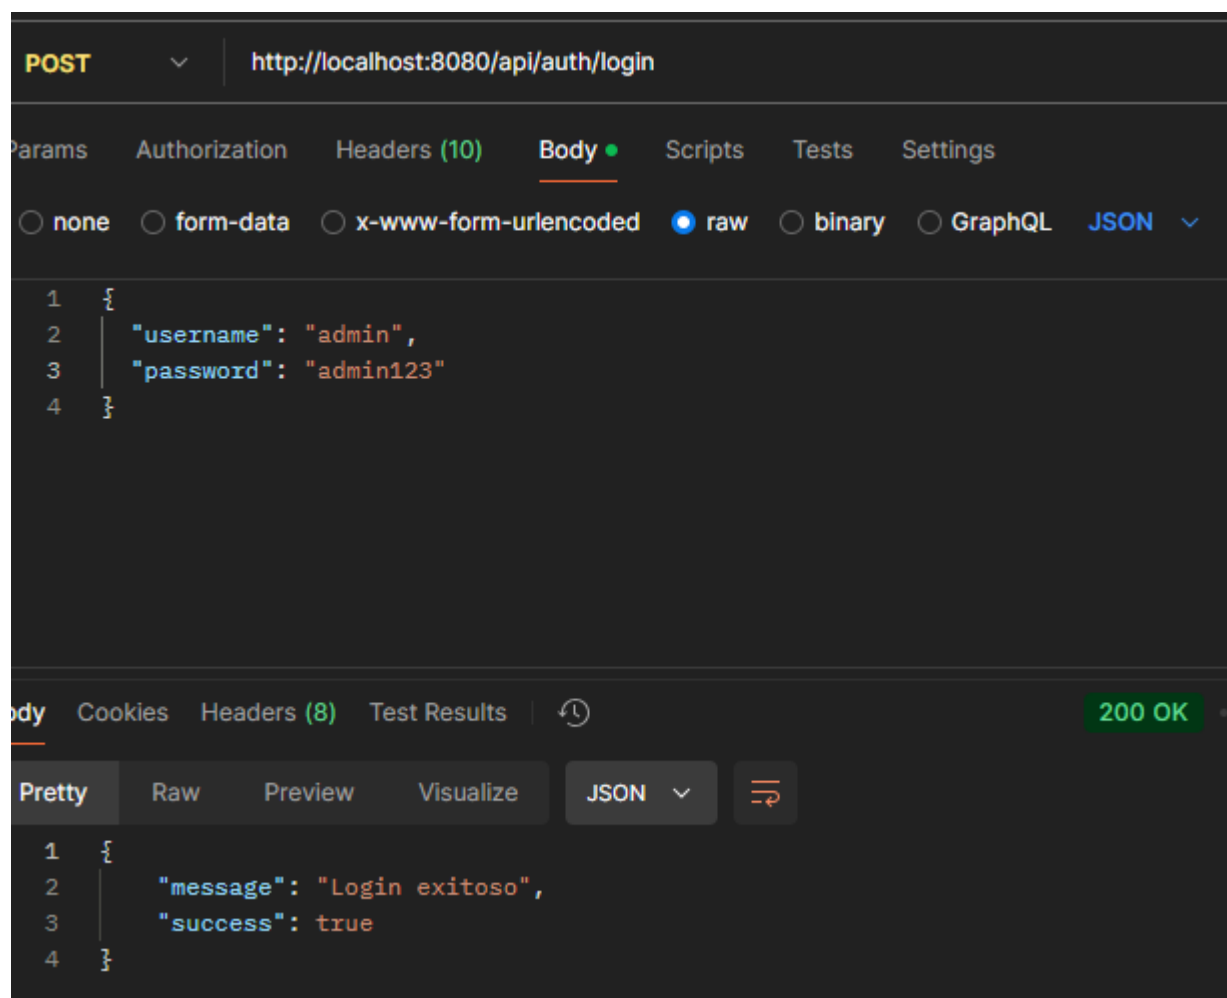 POST http://localhost:8080/api/auth/login
Params Authorization Headers (10) Body Scripts Tests Settings
none form-data x-www-form-urlencoded raw binary GraphQL JSON
1 {
2 "username": "admin",
3 "password": "admin123"
4 }
ody Cookies Headers (8) Test Results 200 OK
Pretty Raw Preview Visualize JSON
1 {
2 "message": "Login exitoso",
3 "success": true
4 }